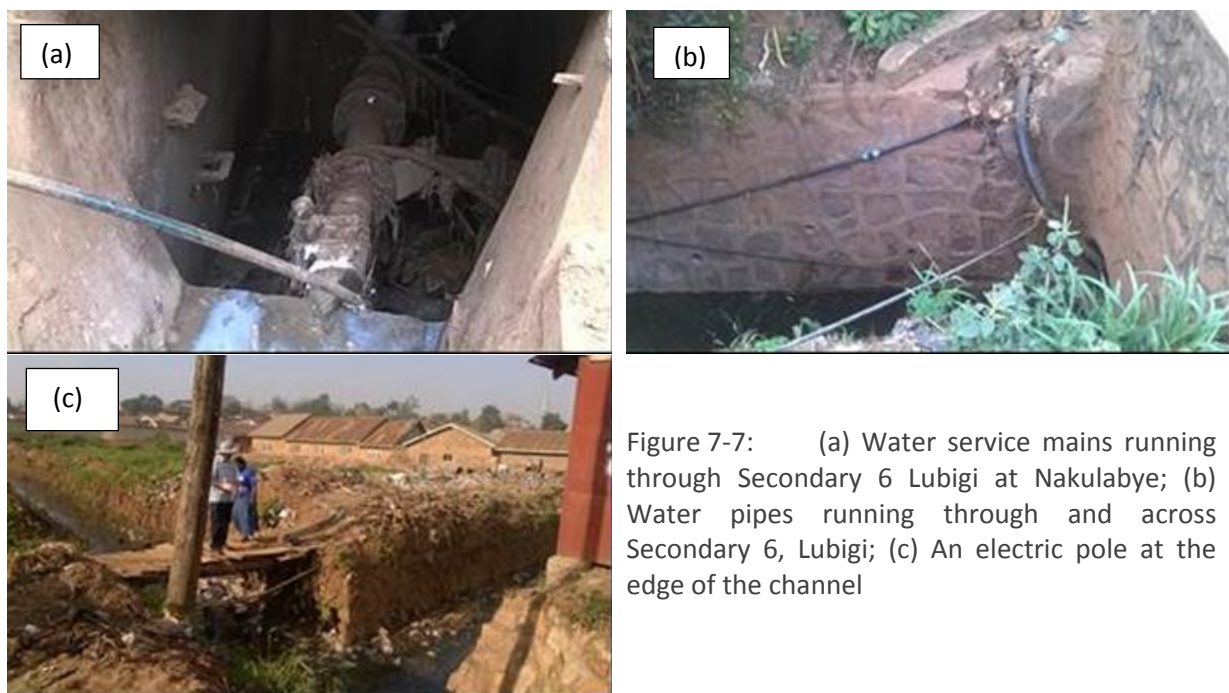 (a)
(b)
(c)
Figure 7-7: (a) Water service mains running
through Secondary 6 Lubigi at Nakulabye; (b)
Water pipes running through and across
Secondary 6, Lubigi; (c) An electric pole at the
edge of the channel